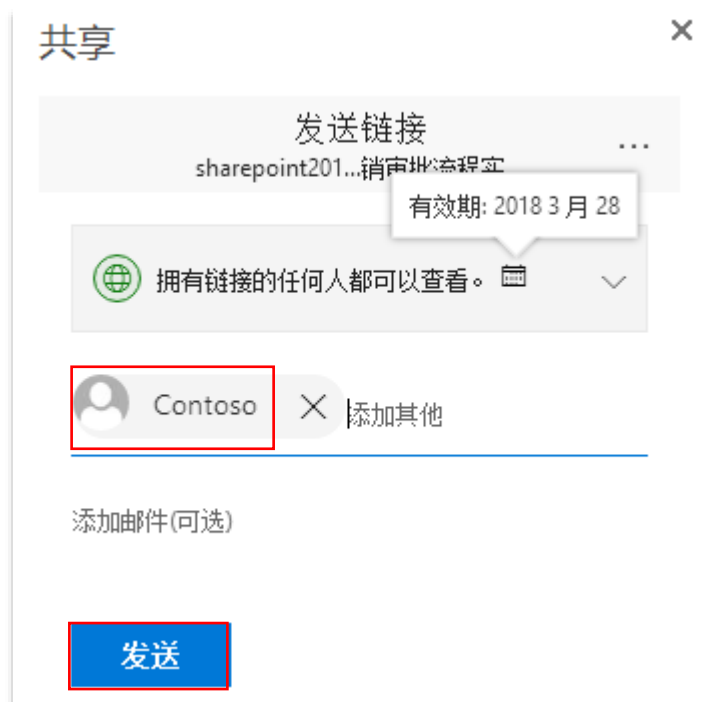 共享
发送链接
sharepoint201...销审批流程实
有效期: 2018 3 月 28
拥有链接的任何人都可以查看。
Contoso
添加其他
添加邮件(可选)
发送